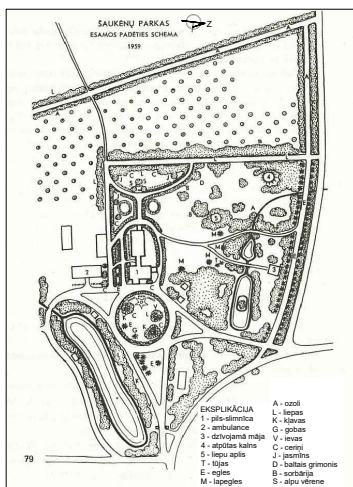 ŠAUKĖNŲ PARKAS
ESAMOS PADĖTIES SCHEMA
1959
Z
79
EKSPLIKĀCIJA
1 - pils-slimnīca
2 - ambulance
3 - dzīvojamā māja
4 - atpūtas kalns
5 - liepu aplis
T - tūjas
E - egles
M - lapegles
A - ozoli
L - liepas
K - kļavas
G - gobas
V - ievas
C - ceriņi
J - jasmīns
D - baltais grimonis
B - sorbārija
S - alpu vērene